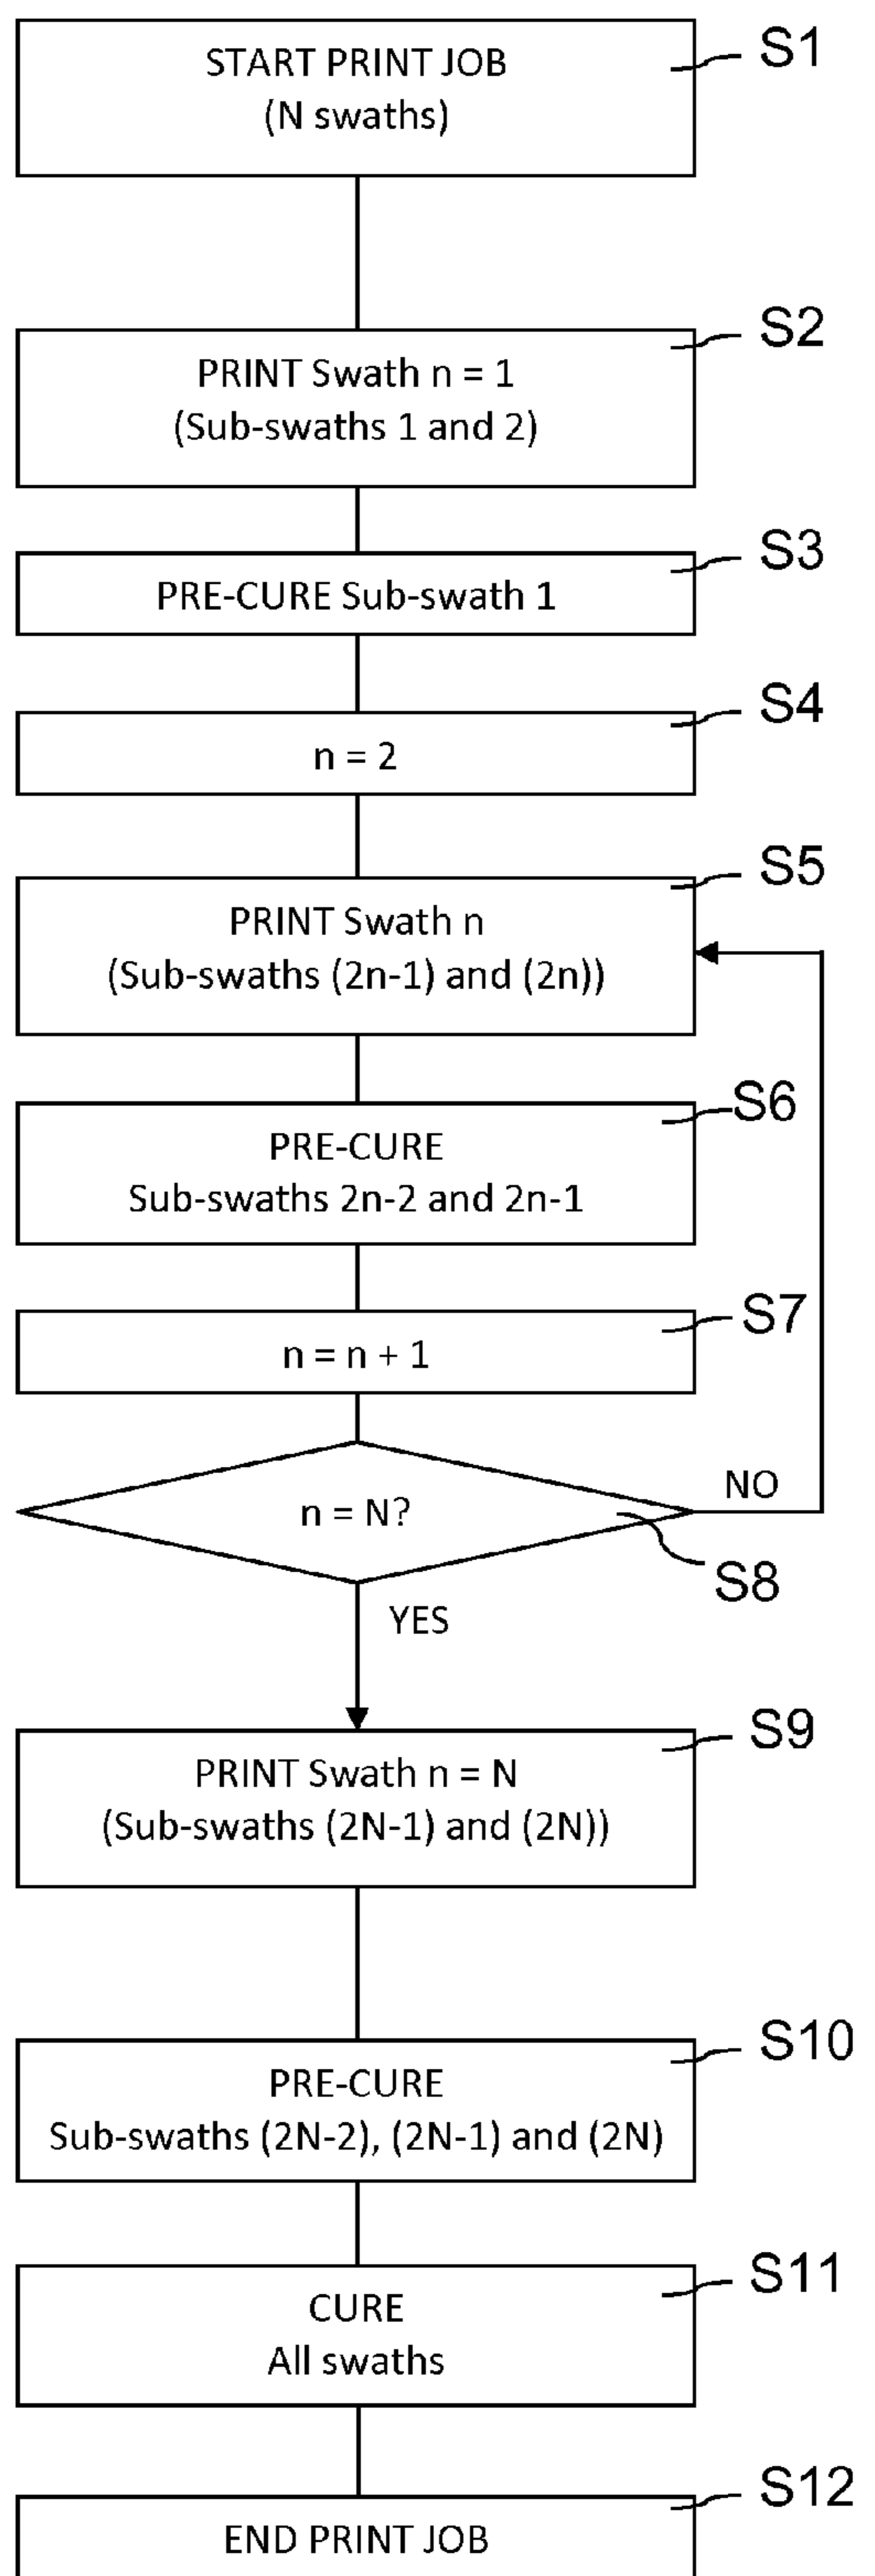 START PRINT JOB
(N swaths)
S1
PRINT Swath n = 1
(Sub-swaths 1 and 2)
S2
PRE-CURE Sub-swath 1
S3
n = 2
S4
PRINT Swath n
(Sub-swaths (2n-1) and (2n))
S5
PRE-CURE
Sub-swaths 2n-2 and 2n-1
S6
n = n + 1
S7
n = N?
NO
S8
YES
PRINT Swath n = N
(Sub-swaths (2N-1) and (2N))
S9
PRE-CURE
Sub-swaths (2N-2), (2N-1) and (2N)
S10
CURE
All swaths
S11
END PRINT JOB
S12